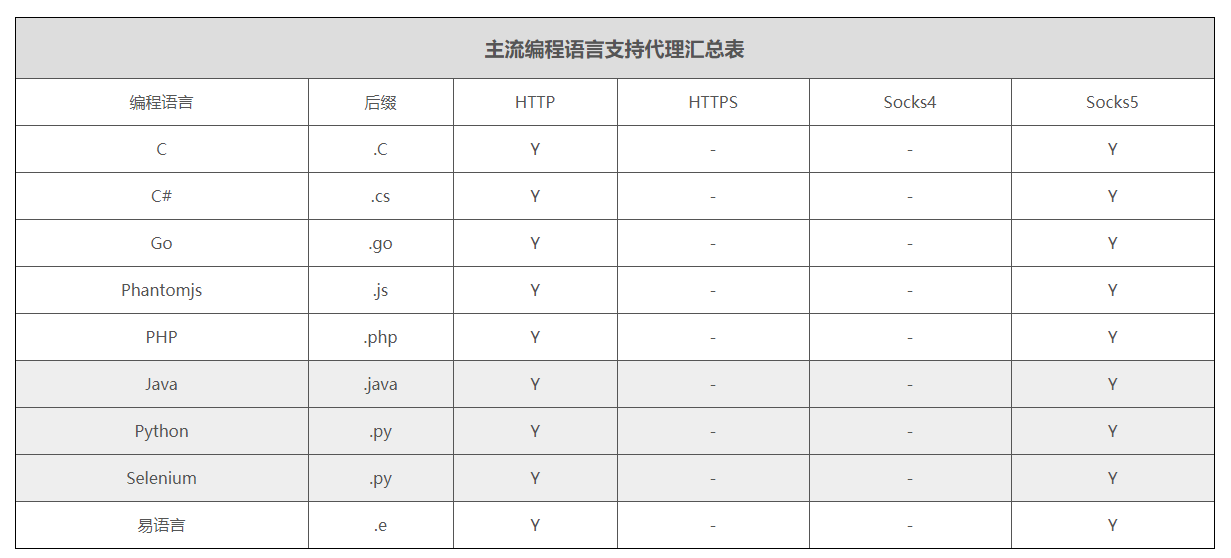 主流编程语言支持代理汇总表
编程语言 后缀 HTTP HTTPS Socks4 Socks5
C .C Y - - Y
C# .cs Y - - Y
Go .go Y - - Y
Phantomjs .js Y - - Y
PHP .php Y - - Y
Java .java Y - - Y
Python .py Y - - Y
Selenium .py Y - - Y
易语言 .e Y - - Y